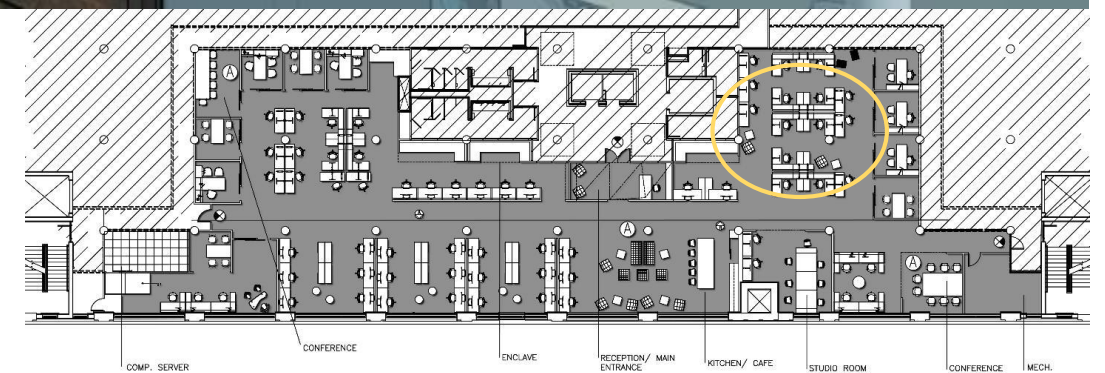 A
A
A
CONFERENCE
COMP. SERVER
ENCLAVE
RECEPTION/ MAIN
ENTRANCE
KITCHEN/ CAFE
STUDIO ROOM
CONFERENCE
MECH.